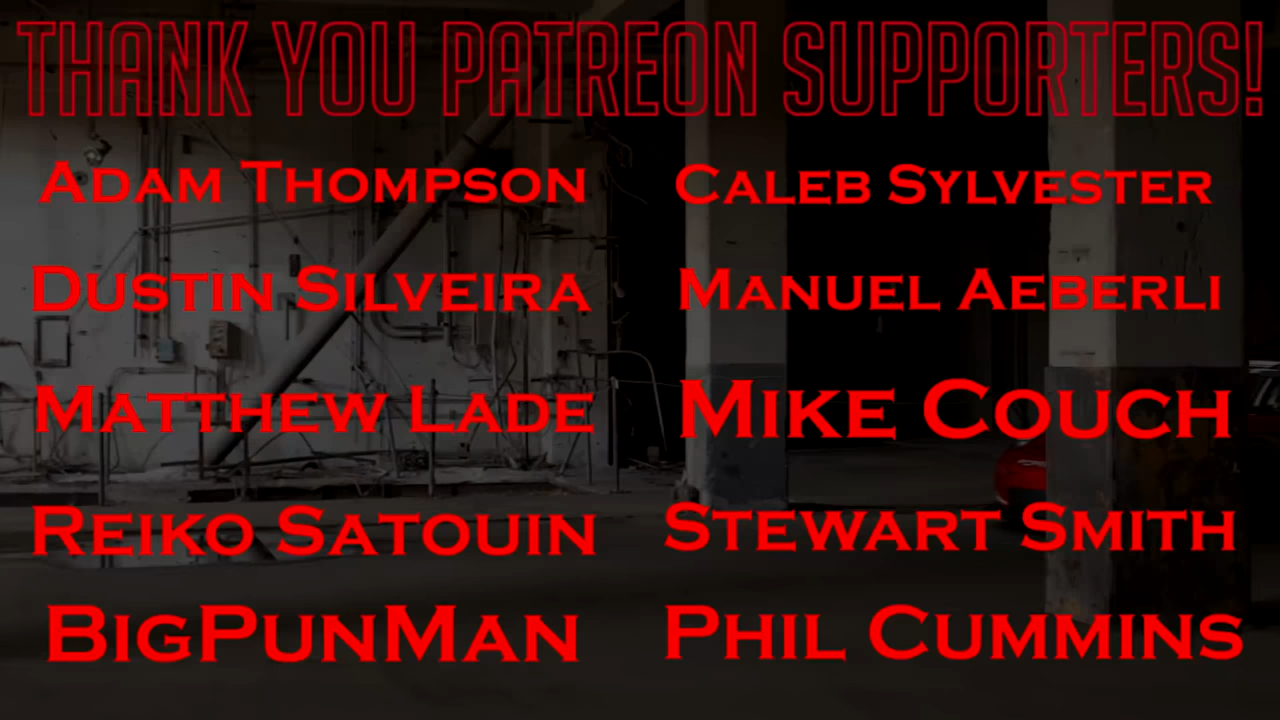 THANK YOU PATREON SUPPORTERS!
Adam Thompson
Caleb Sylvester
Dustin Silveira
Manuel Aeberli
Matthew Lade
Mike Couch
Reiko Satouin
Stewart Smith
BigPunMan
Phil Cummins